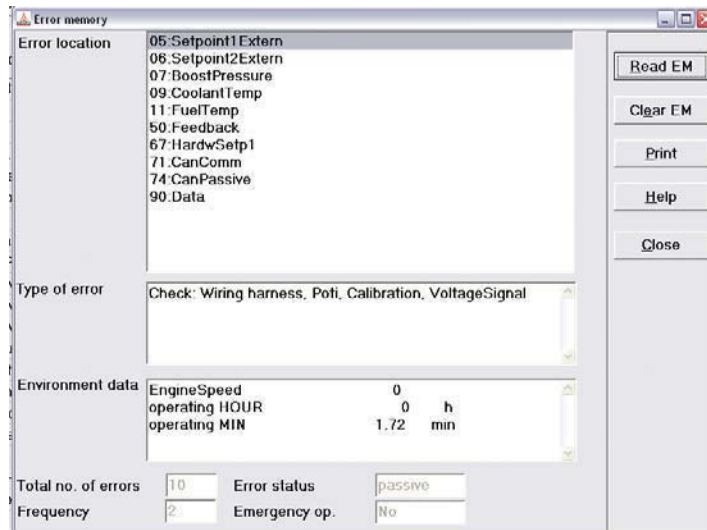 Error memory
Error location
05:Setpoint1Extern
06:Setpoint2Extern
07:BoostPressure
09:CoolantTemp
11:FuelTemp
50:Feedback
67:HardwSetp1
71:CanComm
74:CanPassive
90:Data
Read EM
Clear EM
Print
Help
Close
Type of error
Check: Wiring harness, Poti, Calibration, VoltageSignal
Environment data
EngineSpeed 0
operating HOUR 0 h
operating MIN 1.72 min
Total no. of errors 10 Error status passive
Frequency 2 Emergency op. No